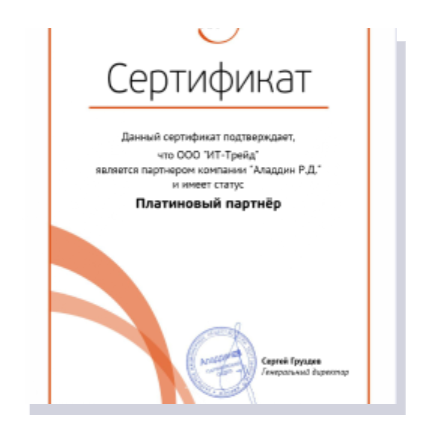 Сертификат
Данный сертификат подтверждает,
что ООО "ИТ-Трейд"
является партнером компании "Аладдин Р.Д."
и имеет статус
Платиновый партнёр
Аладдин
Сергей Груздев
Генеральный директор